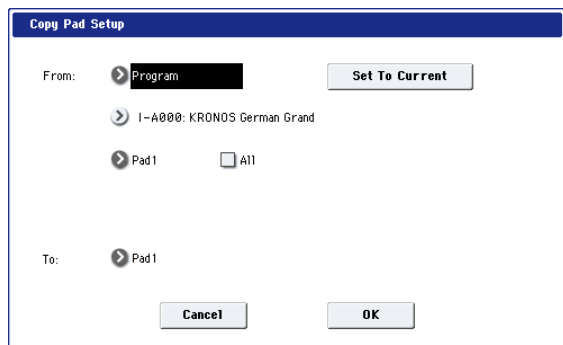 Copy Pad Setup
From: Program Set To Current
I-A000: KRONOS German Grand
Pad1 All
To: Pad1
Cancel OK